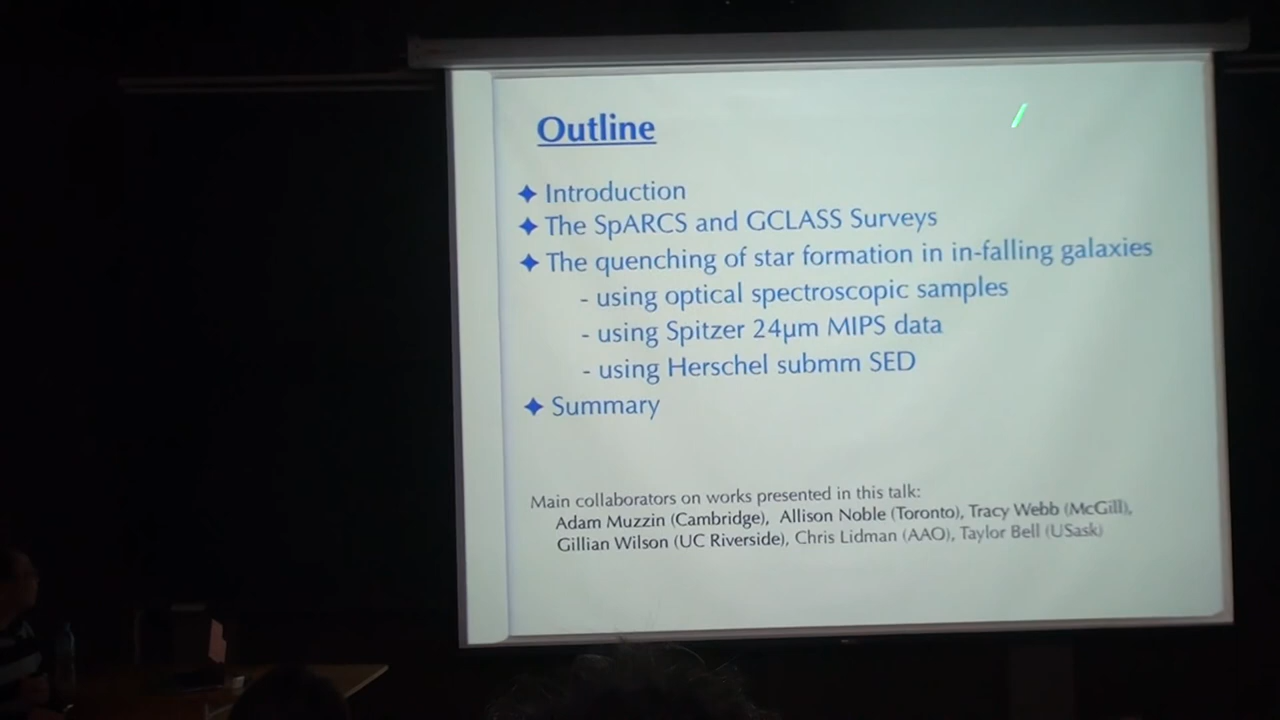 Outline
✦ Introduction
✦ The SpARCS and GCLASS Surveys
✦ The quenching of star formation in in-falling galaxies
- using optical spectroscopic samples
- using Spitzer 24µm MIPS data
- using Herschel submm SED
✦ Summary
Main collaborators on works presented in this talk:
Adam Muzzin (Cambridge), Allison Noble (Toronto), Tracy Webb (McGill),
Gillian Wilson (UC Riverside), Chris Lidman (AAO), Taylor Bell (USask)